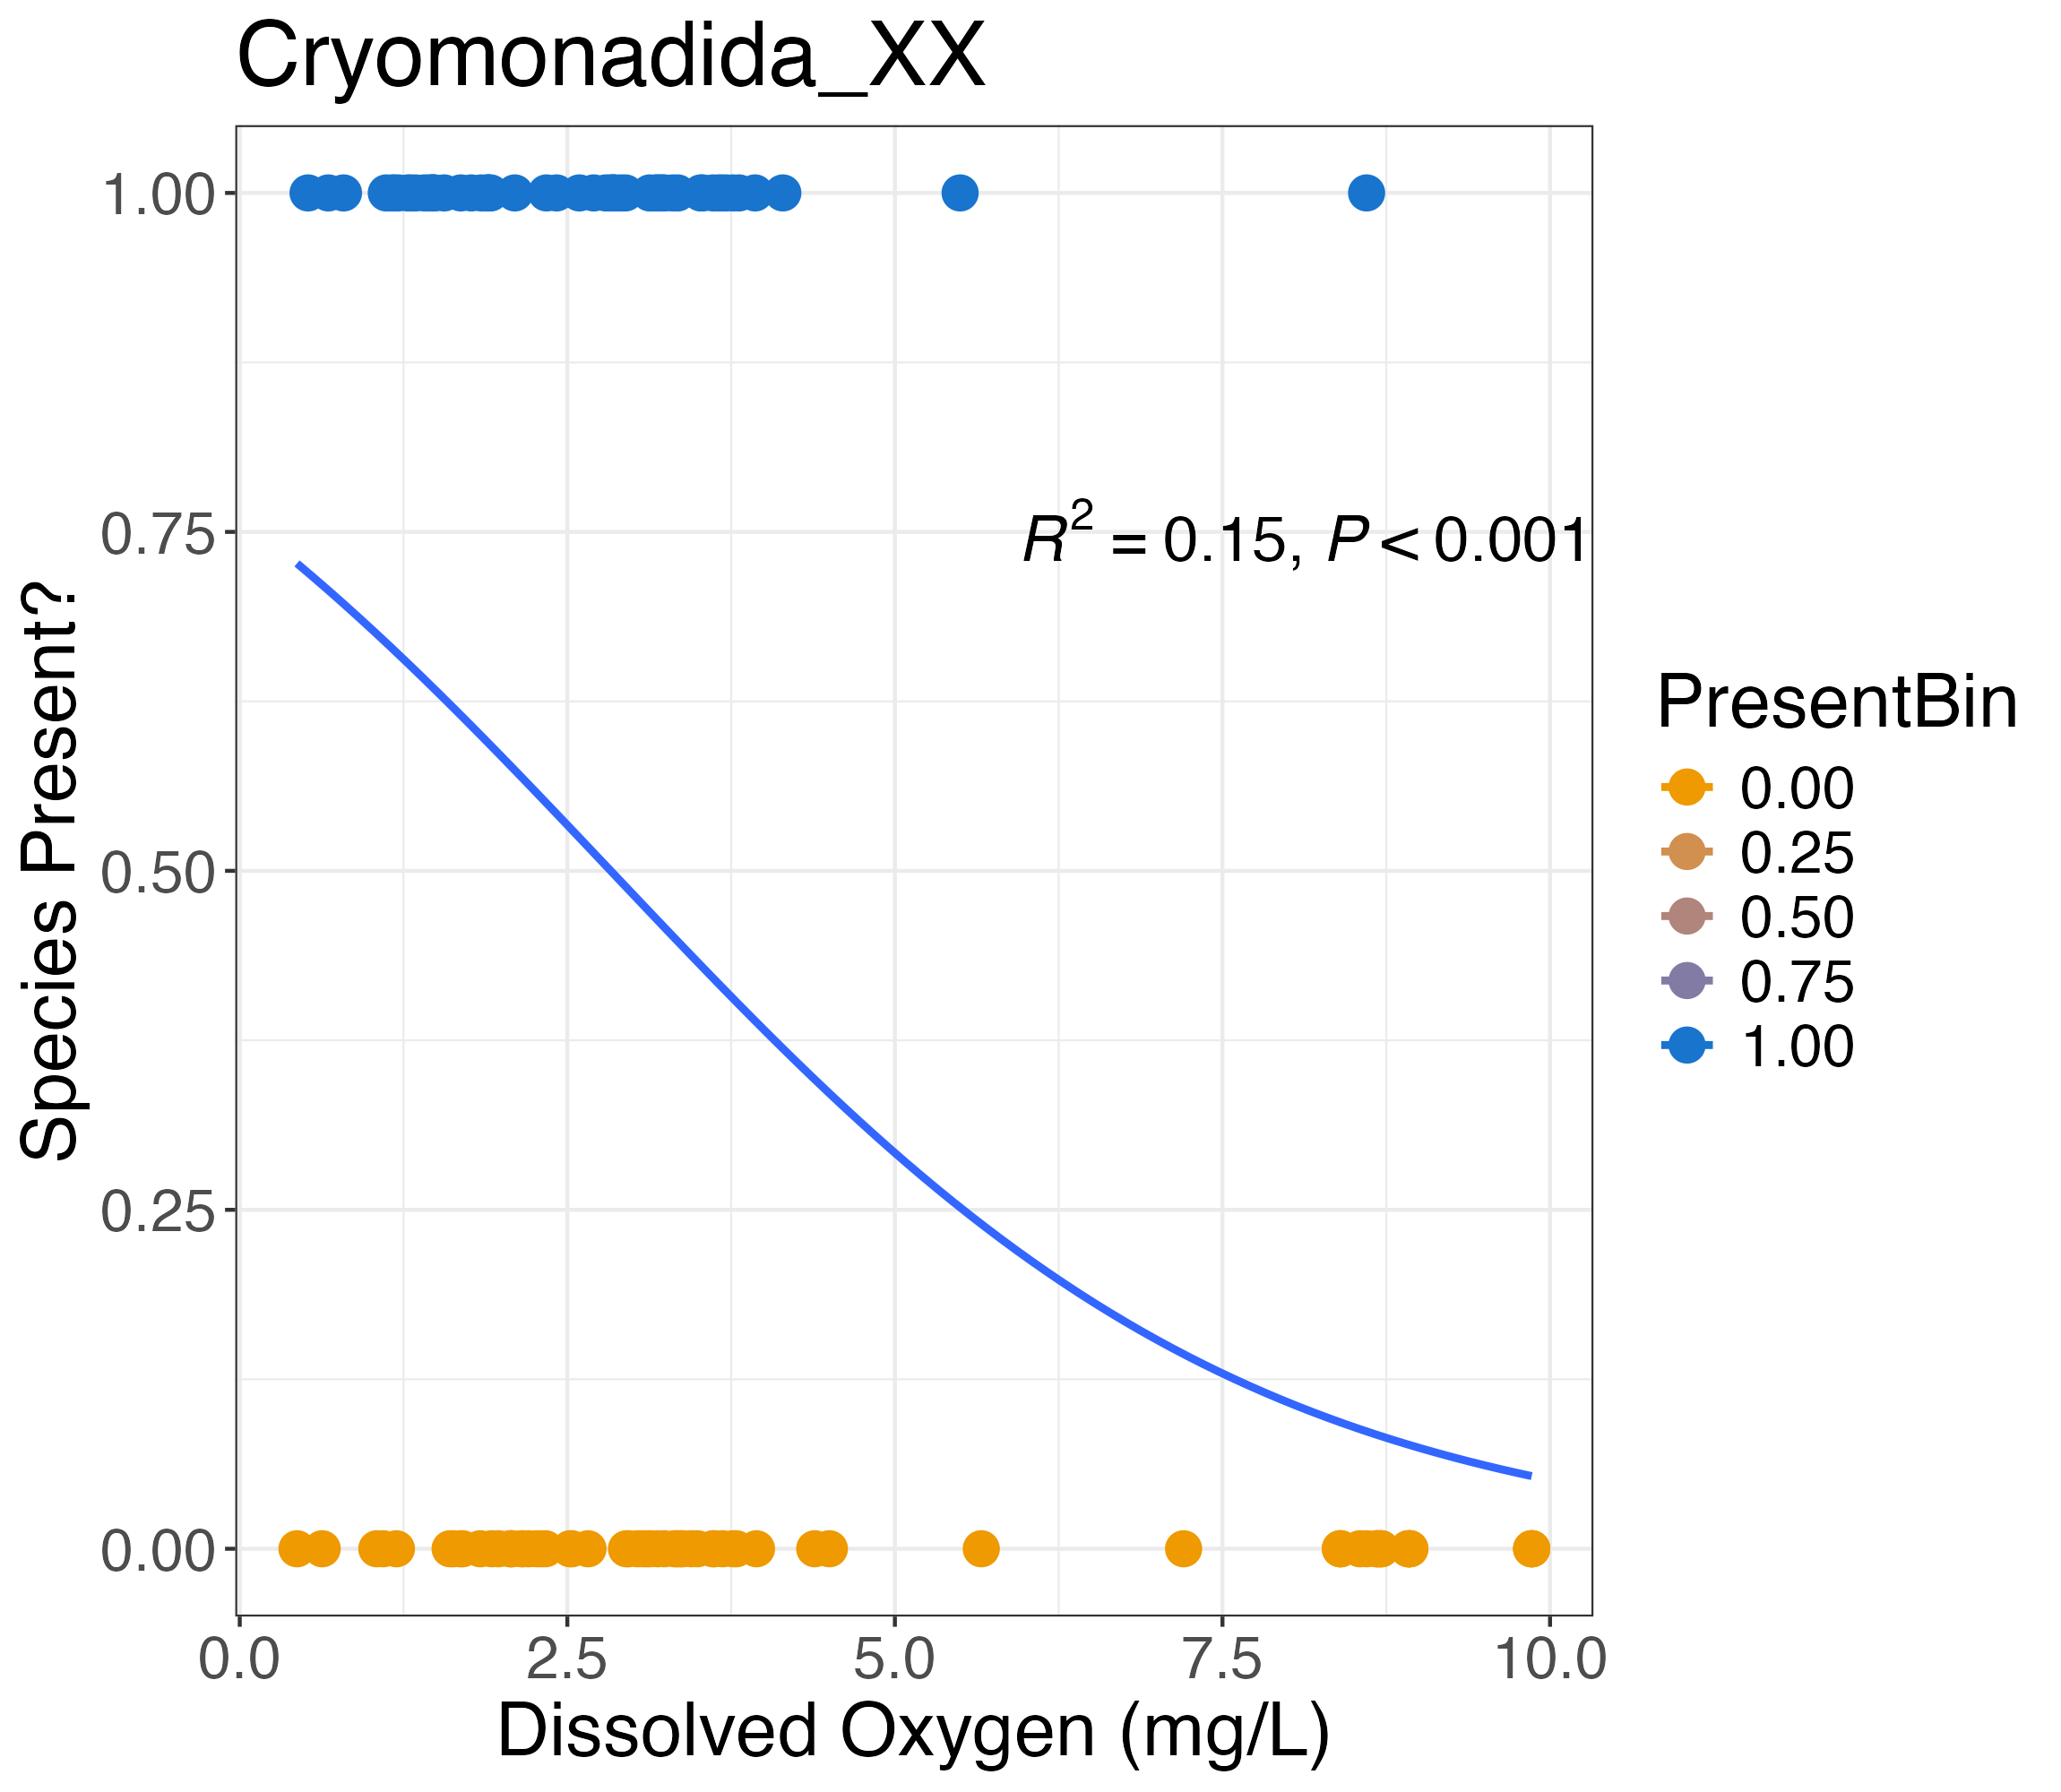 Cryomonadida_XX
1.00
0.75
0.50
0.25
0.00
Species Present?
R² = 0.15, P < 0.001
0.0 2.5 5.0 7.5 10.0
Dissolved Oxygen (mg/L)
PresentBin
0.00
0.25
0.50
0.75
1.00